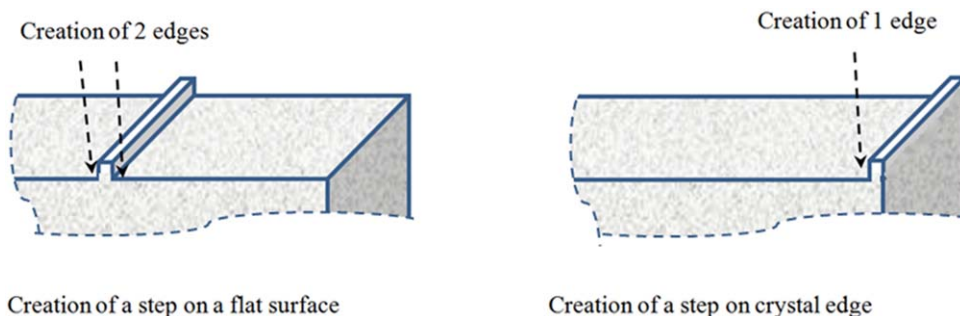 Creation of 2 edges
Creation of 1 edge
Creation of a step on a flat surface
Creation of a step on crystal edge